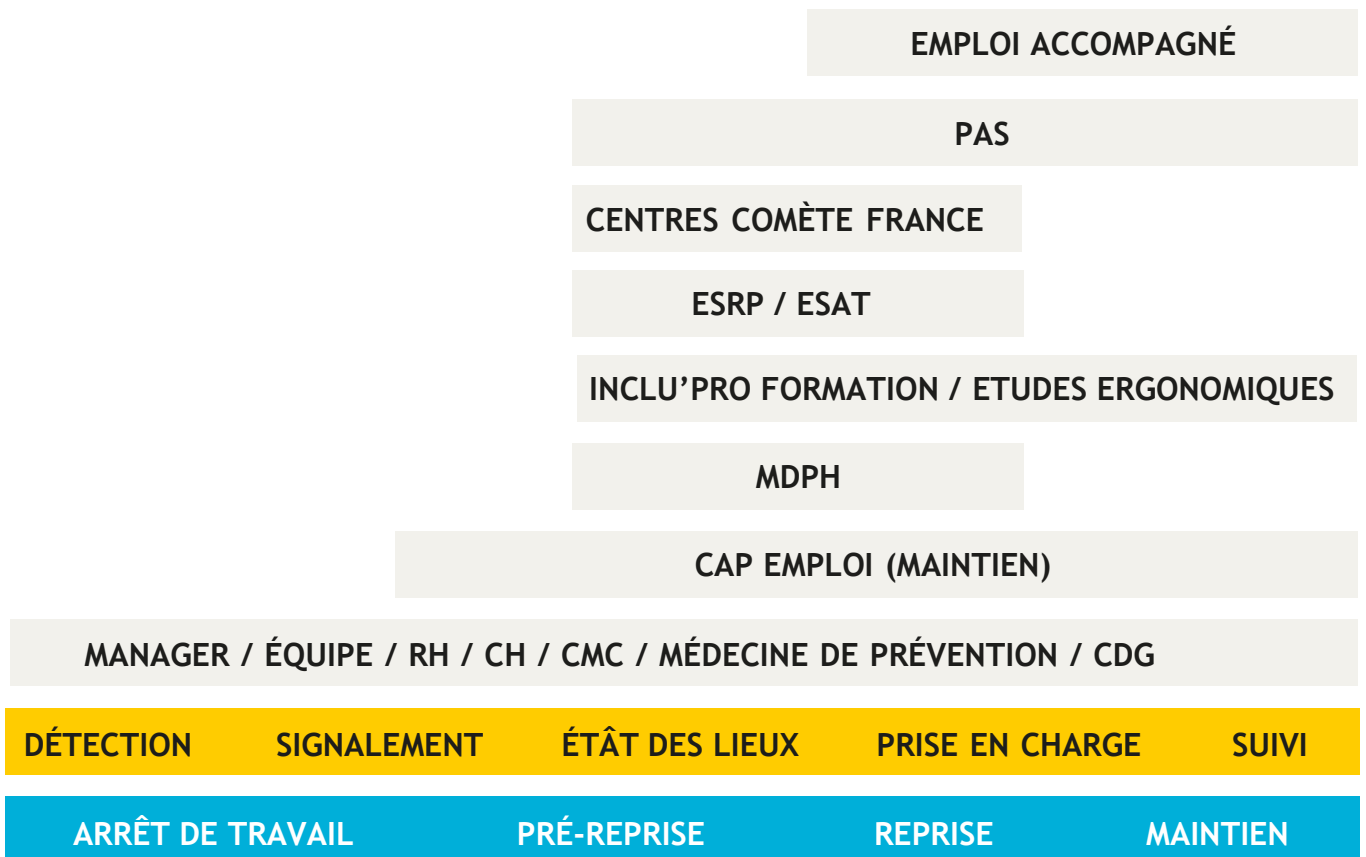 EMPLOI ACCOMPAGNÉ
PAS
CENTRES COMÈTE FRANCE
ESRP / ESAT
INCLU’PRO FORMATION / ETUDES ERGONOMIQUES
MDPH
CAP EMPLOI (MAINTIEN)
MANAGER / ÉQUIPE / RH / CH / CMC / MÉDECINE DE PRÉVENTION / CDG
DÉTECTION SIGNALEMENT ÉTÂT DES LIEUX PRISE EN CHARGE SUIVI
ARRÊT DE TRAVAIL PRÉ-REPRISE REPRISE MAINTIEN